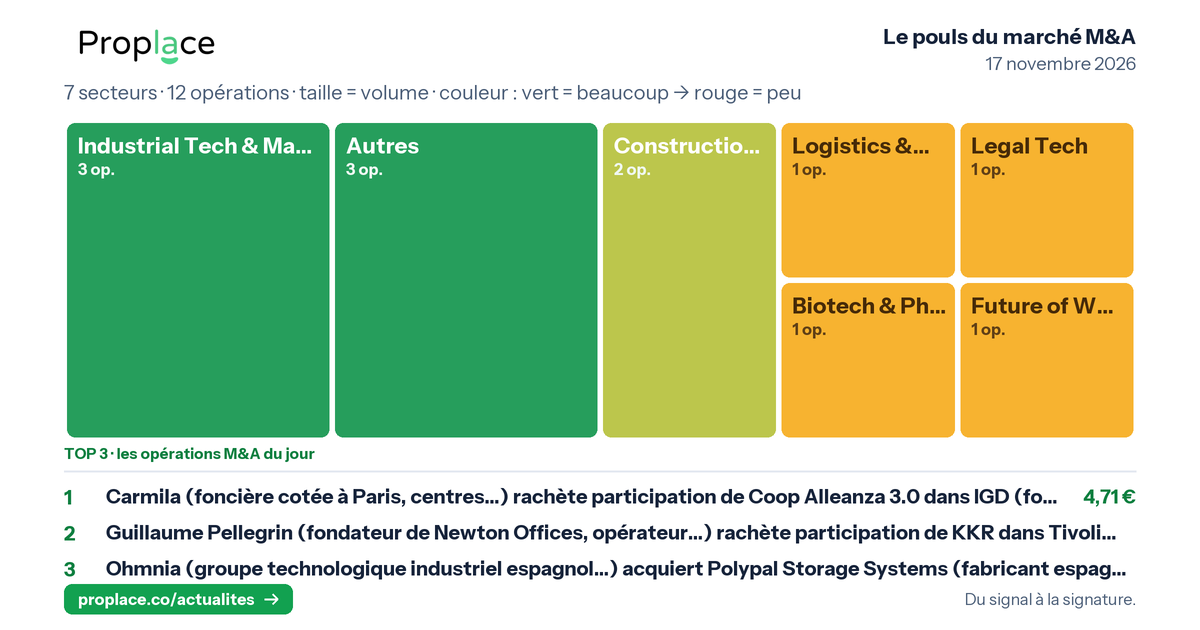 Proplace
Le pouls du marché M&A
17 novembre 2026
7 secteurs · 12 opérations · taille = volume · couleur : vert = beaucoup → rouge = peu
Industrial Tech & Ma...
3 op.
Autres
3 op.
Constructio...
2 op.
Logistics &...
1 op.
Legal Tech
1 op.
Biotech & Ph...
1 op.
Future of W...
1 op.
TOP 3 · les opérations M&A du jour
1 Carmila (foncière cotée à Paris, centres...) rachète participation de Coop Alleanza 3.0 dans IGD (fo... 4,71 €
2 Guillaume Pellegrin (fondateur de Newton Offices, opérateur...) rachète participation de KKR dans Tivoli...
3 Ohmnia (groupe technologique industriel espagnol...) acquiert Polypal Storage Systems (fabricant espag...
proplace.co/actualites →
Du signal à la signature.